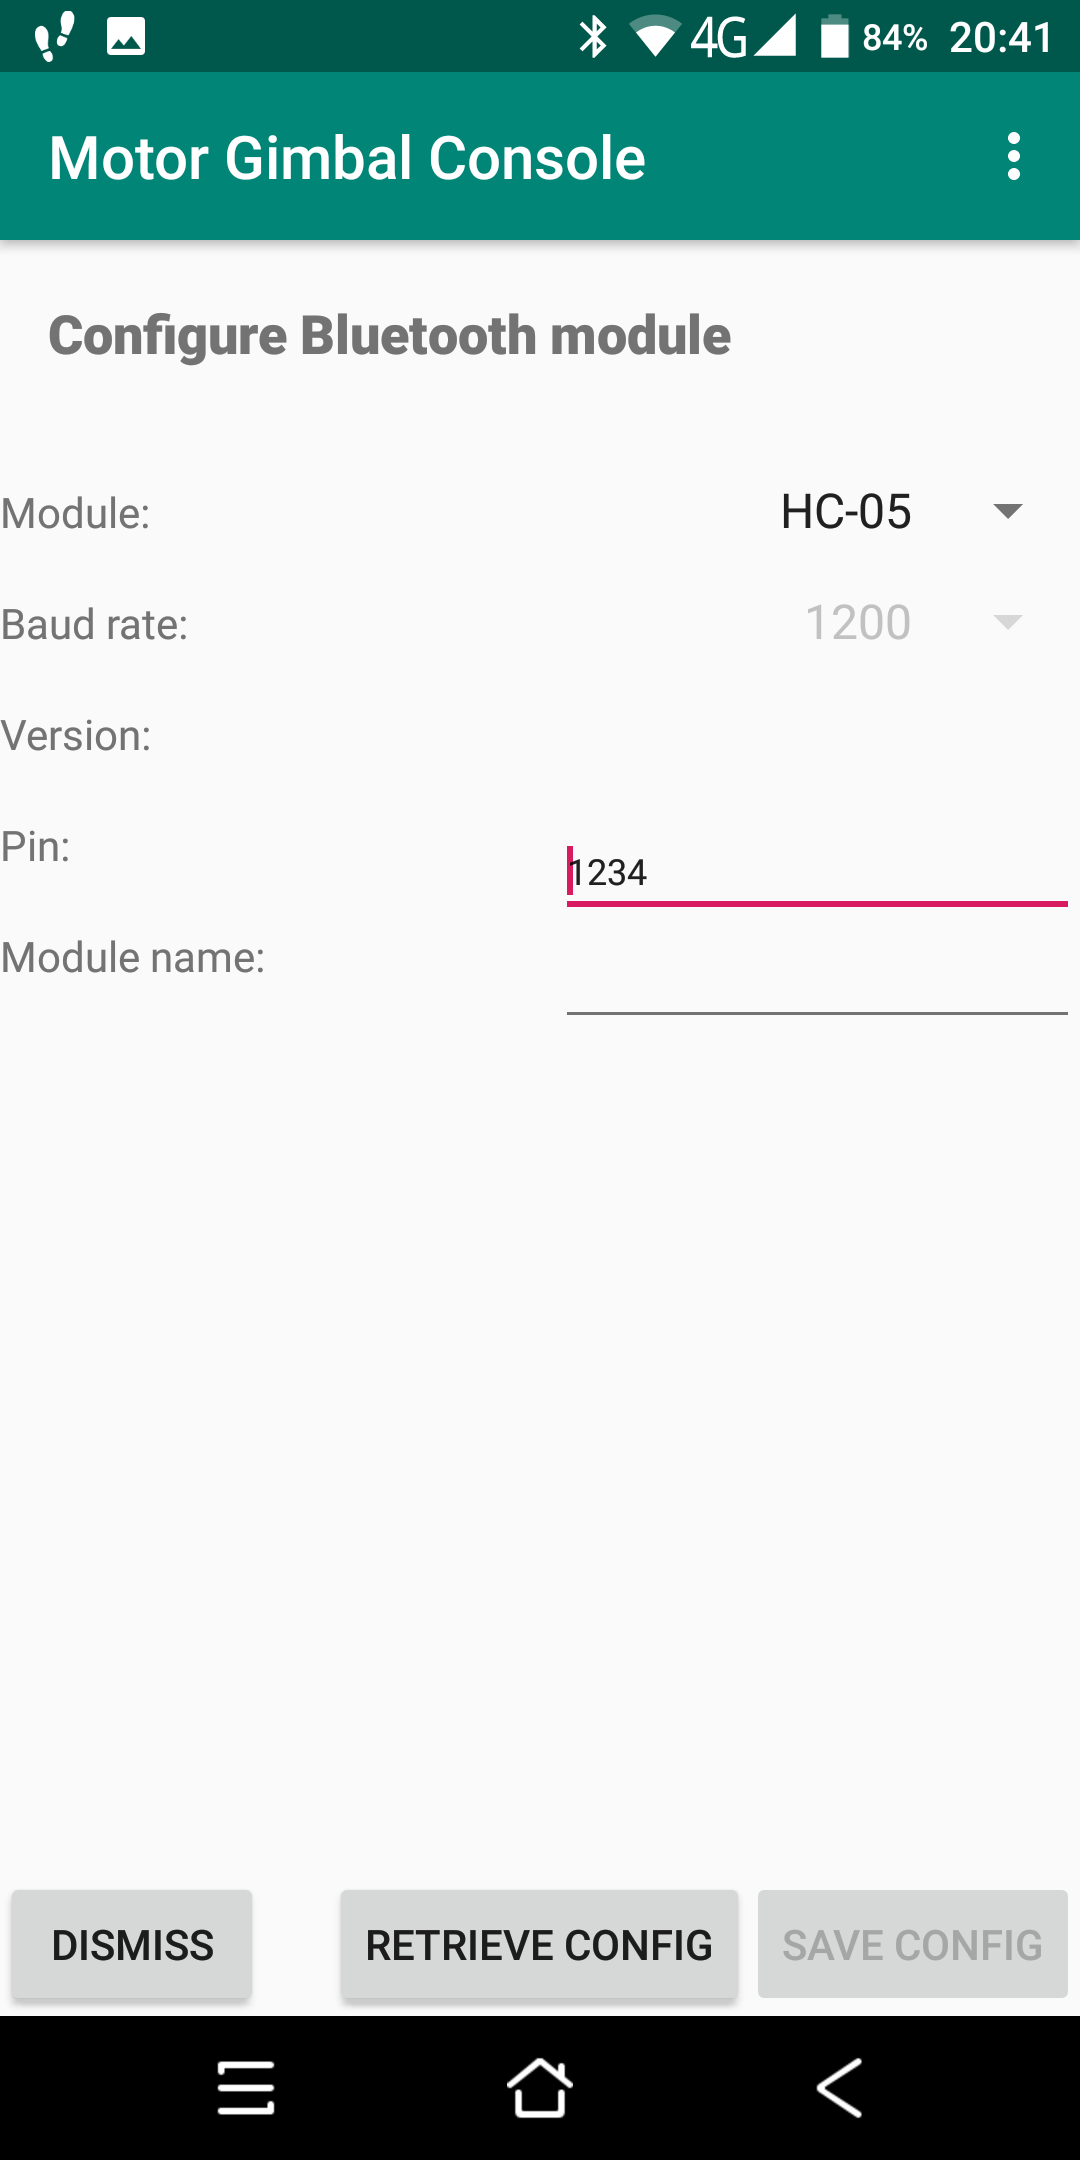 4G 84% 20:41
Motor Gimbal Console
Configure Bluetooth module
Module: HC-05
Baud rate: 1200
Version:
Pin: 1234
Module name:
DISMISS RETRIEVE CONFIG SAVE CONFIG